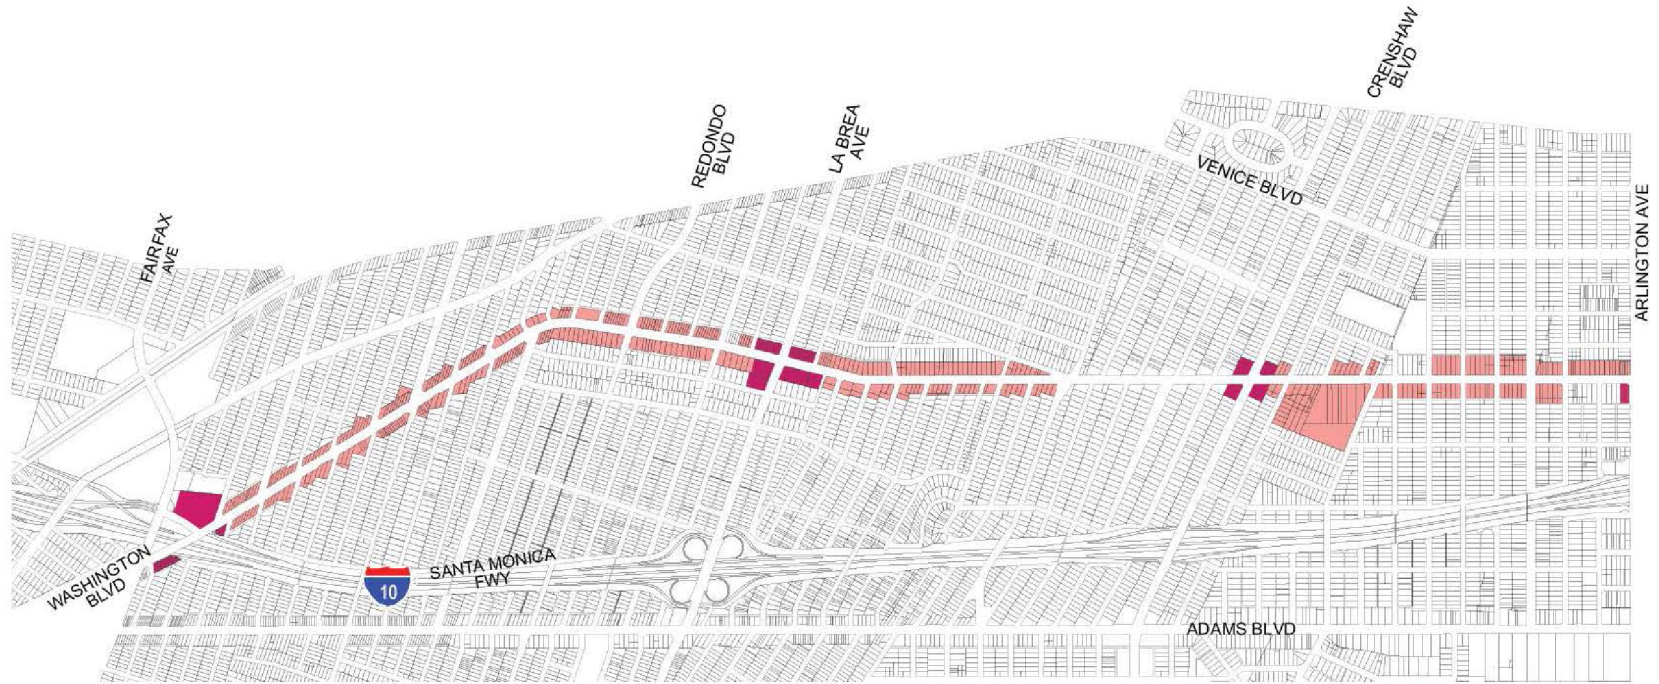 CRENSHAW
BLVD
REDONDO
BLVD
LA BREA
AVE
VENICE BLVD
FAIRFAX
AVE
ARLINGTON AVE
WASHINGTON
BLVD
10
SANTA MONICA
FWY
ADAMS BLVD